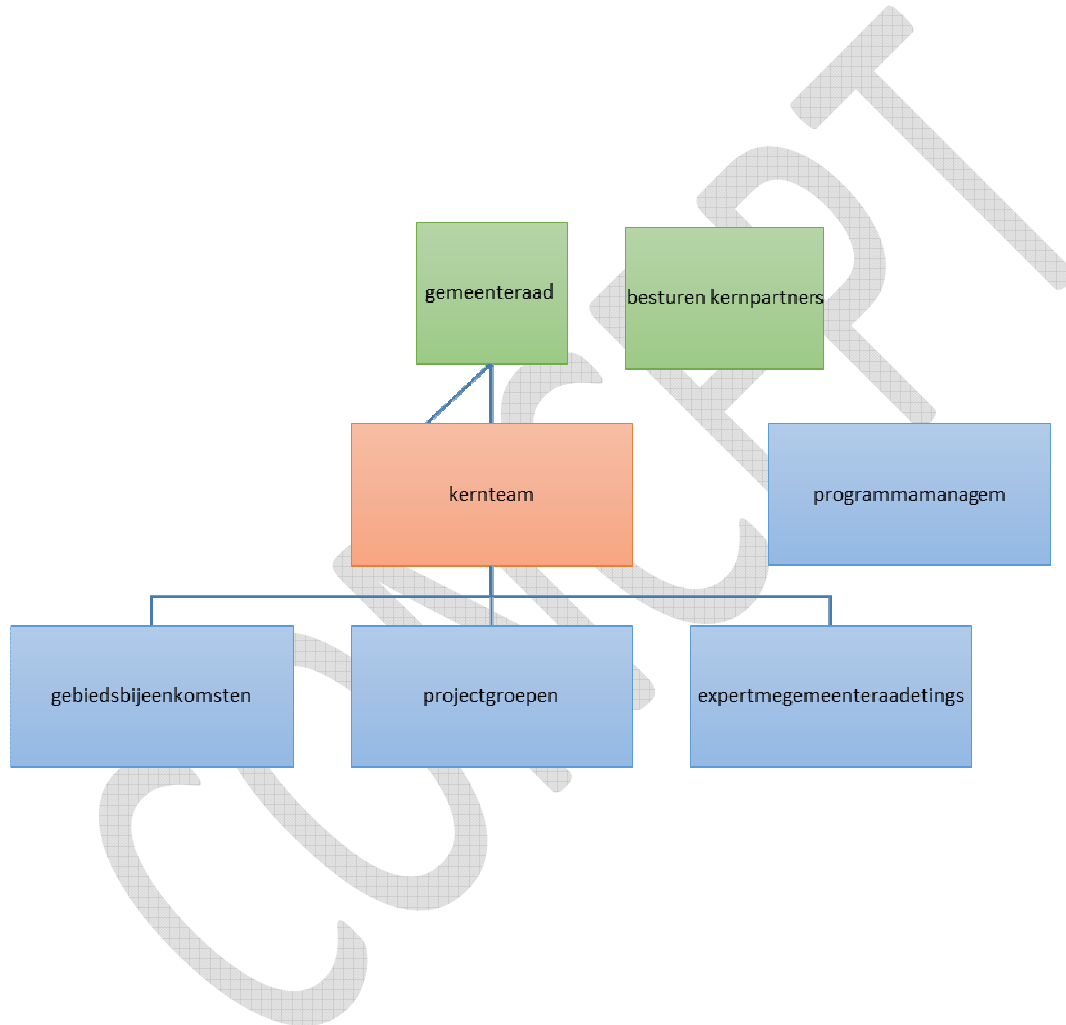 gemeenteraad
besturen kernpartners
kernteam
programmamanagem
gebiedsbijeenkomsten
projectgroepen
expertmegemeenteraadetings
CONCEPT